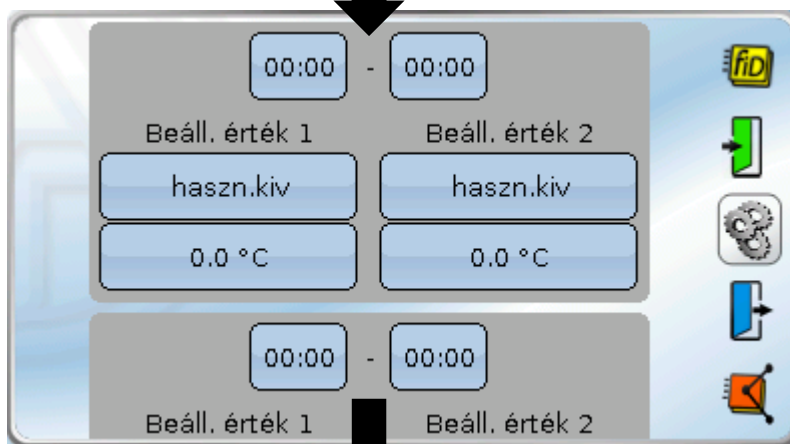 00:00 - 00:00
Beáll. érték 1 Beáll. érték 2
haszn.kiv haszn.kiv
0.0 °C 0.0 °C
00:00 - 00:00
Beáll. érték 1 Beáll. érték 2
fiD